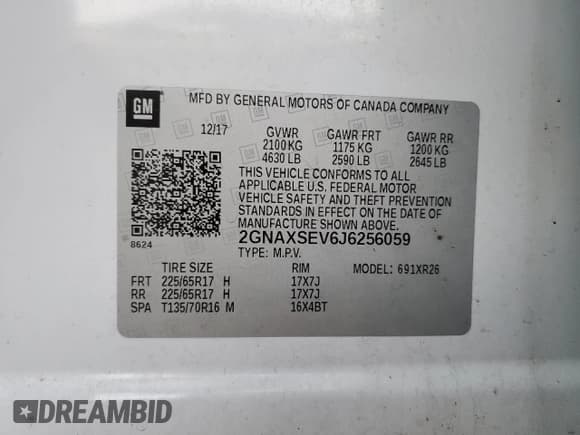 GM
MFD BY GENERAL MOTORS OF CANADA COMPANY
12/17 GVWR GAWR FRT GAWR RR
2100 KG 1175 KG 1200 KG
4630 LB 2590 LB 2645 LB
THIS VEHICLE CONFORMS TO ALL
APPLICABLE U.S. FEDERAL MOTOR
VEHICLE SAFETY AND THEFT PREVENTION
STANDARDS IN EFFECT ON THE DATE OF
MANUFACTURE SHOWN ABOVE.
8624 2GNAXSEV6J6256059
TYPE: M.P.V.
TIRE SIZE RIM MODEL: 691XR26
FRT 225/65R17 H 17X7J
RR 225/65R17 H 17X7J
SPA T135/70R16 M 16X4BT
DREAMBID